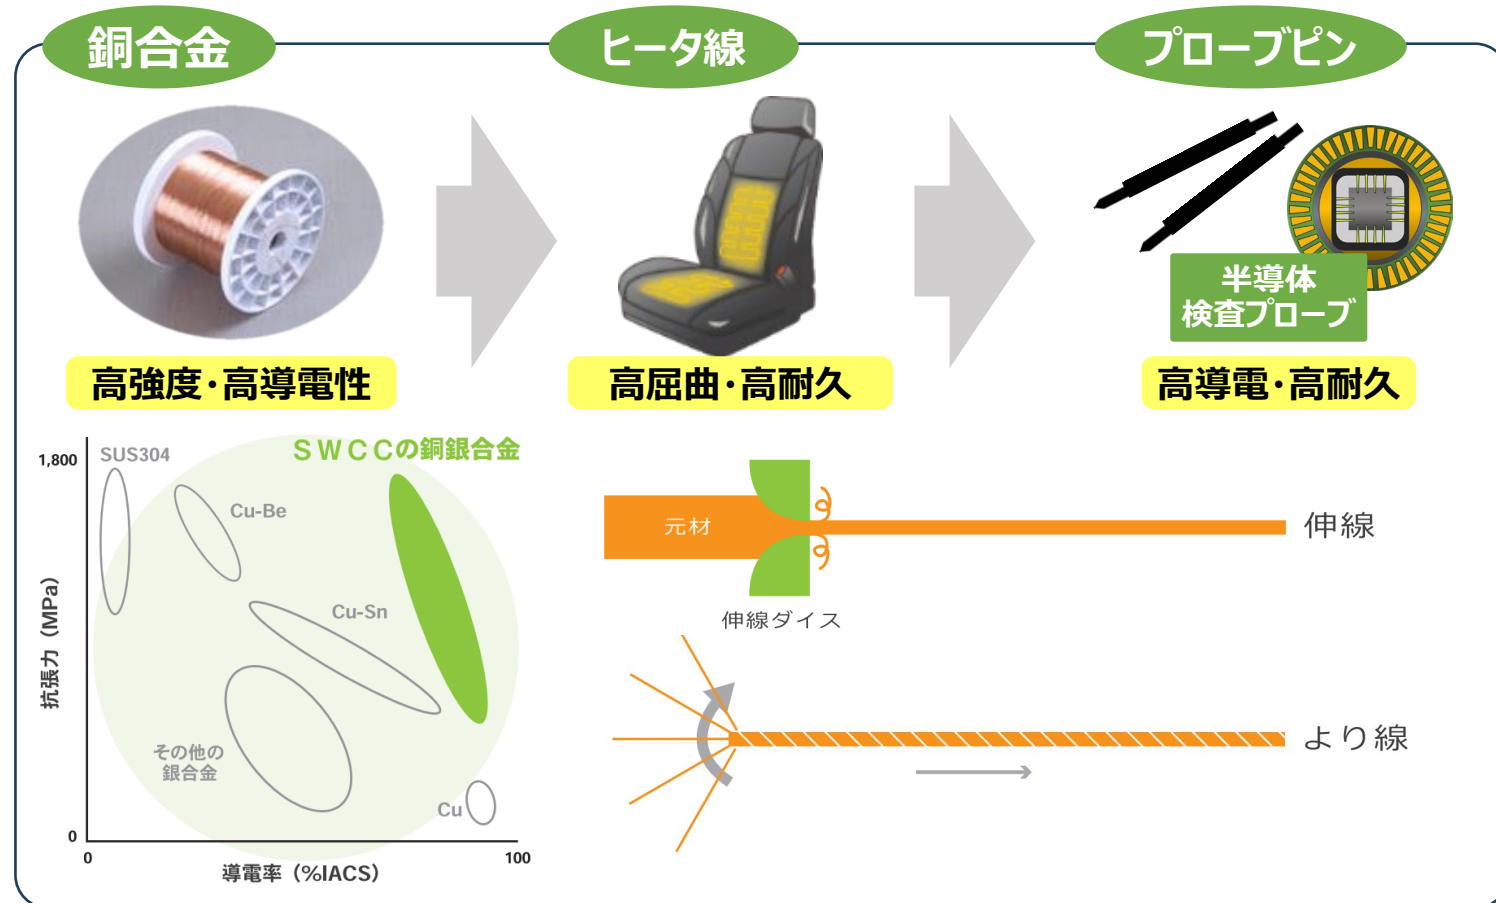 銅合金
ヒータ線
プローブピン
半導体
検査プローブ
高強度・高導電性
高屈曲・高耐久
高導電・高耐久
ＳＷＣＣの銅銀合金
1,800
SUS304
Cu-Be
Cu-Sn
抗張力（MPa）
その他の
銀合金
Cu
0
0
100
導電率（%IACS）
元材
伸線
伸線ダイス
より線